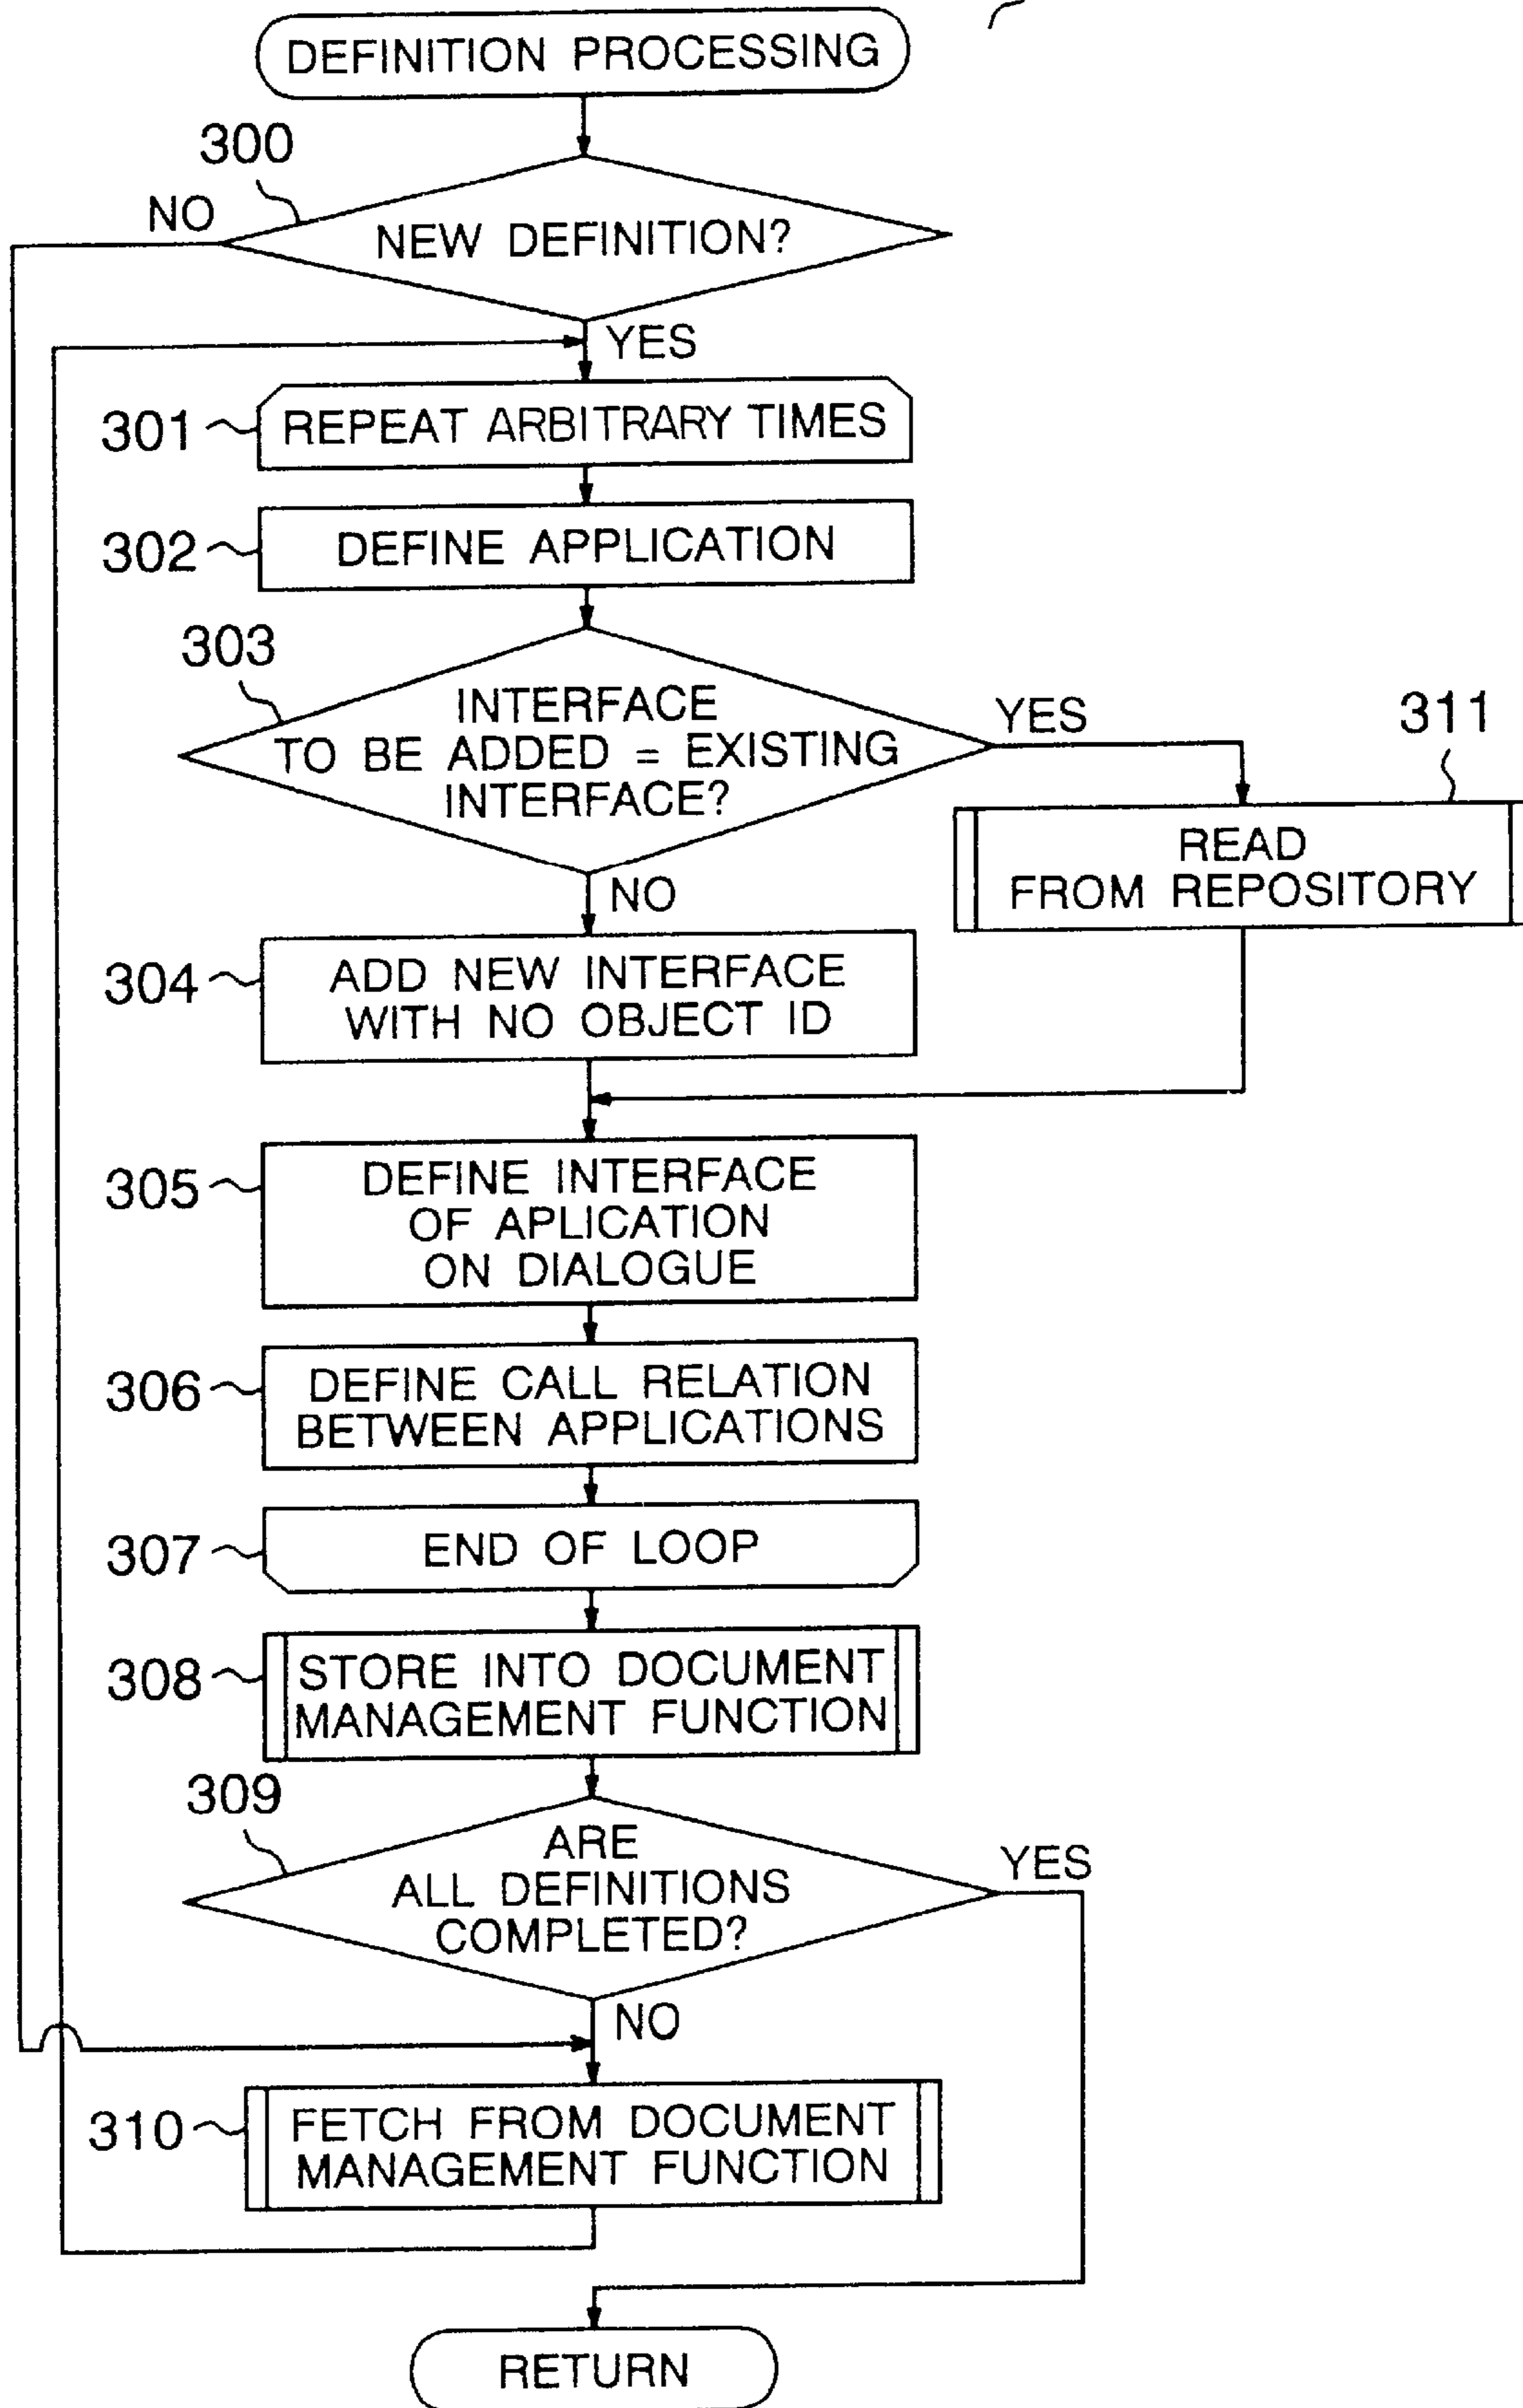 DEFINITION PROCESSING
300
NO
NEW DEFINITION?
YES
301
REPEAT ARBITRARY TIMES
302
DEFINE APPLICATION
303
INTERFACE
TO BE ADDED = EXISTING
INTERFACE?
YES
311
READ
FROM REPOSITORY
NO
304
ADD NEW INTERFACE
WITH NO OBJECT ID
305
DEFINE INTERFACE
OF APLICATION
ON DIALOGUE
306
DEFINE CALL RELATION
BETWEEN APPLICATIONS
307
END OF LOOP
308
STORE INTO DOCUMENT
MANAGEMENT FUNCTION
309
ARE
ALL DEFINITIONS
COMPLETED?
YES
NO
310
FETCH FROM DOCUMENT
MANAGEMENT FUNCTION
RETURN